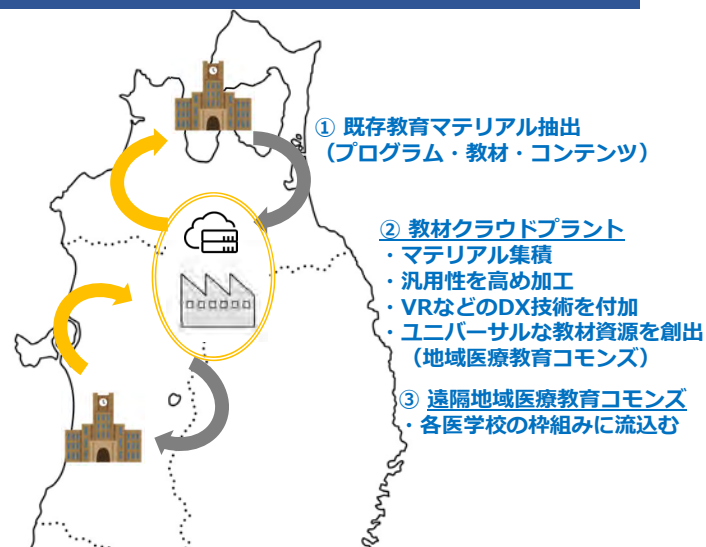 ① 既存教育マテリアル抽出
（プログラム・教材・コンテンツ）
② 教材クラウドプラント
・マテリアル集積
・汎用性を高め加工
・VRなどのDX技術を付加
・ユニバーサルな教材資源を創出
（地域医療教育コモンズ）
③ 遠隔地域医療教育コモンズ
・各医学校の枠組みに流込む